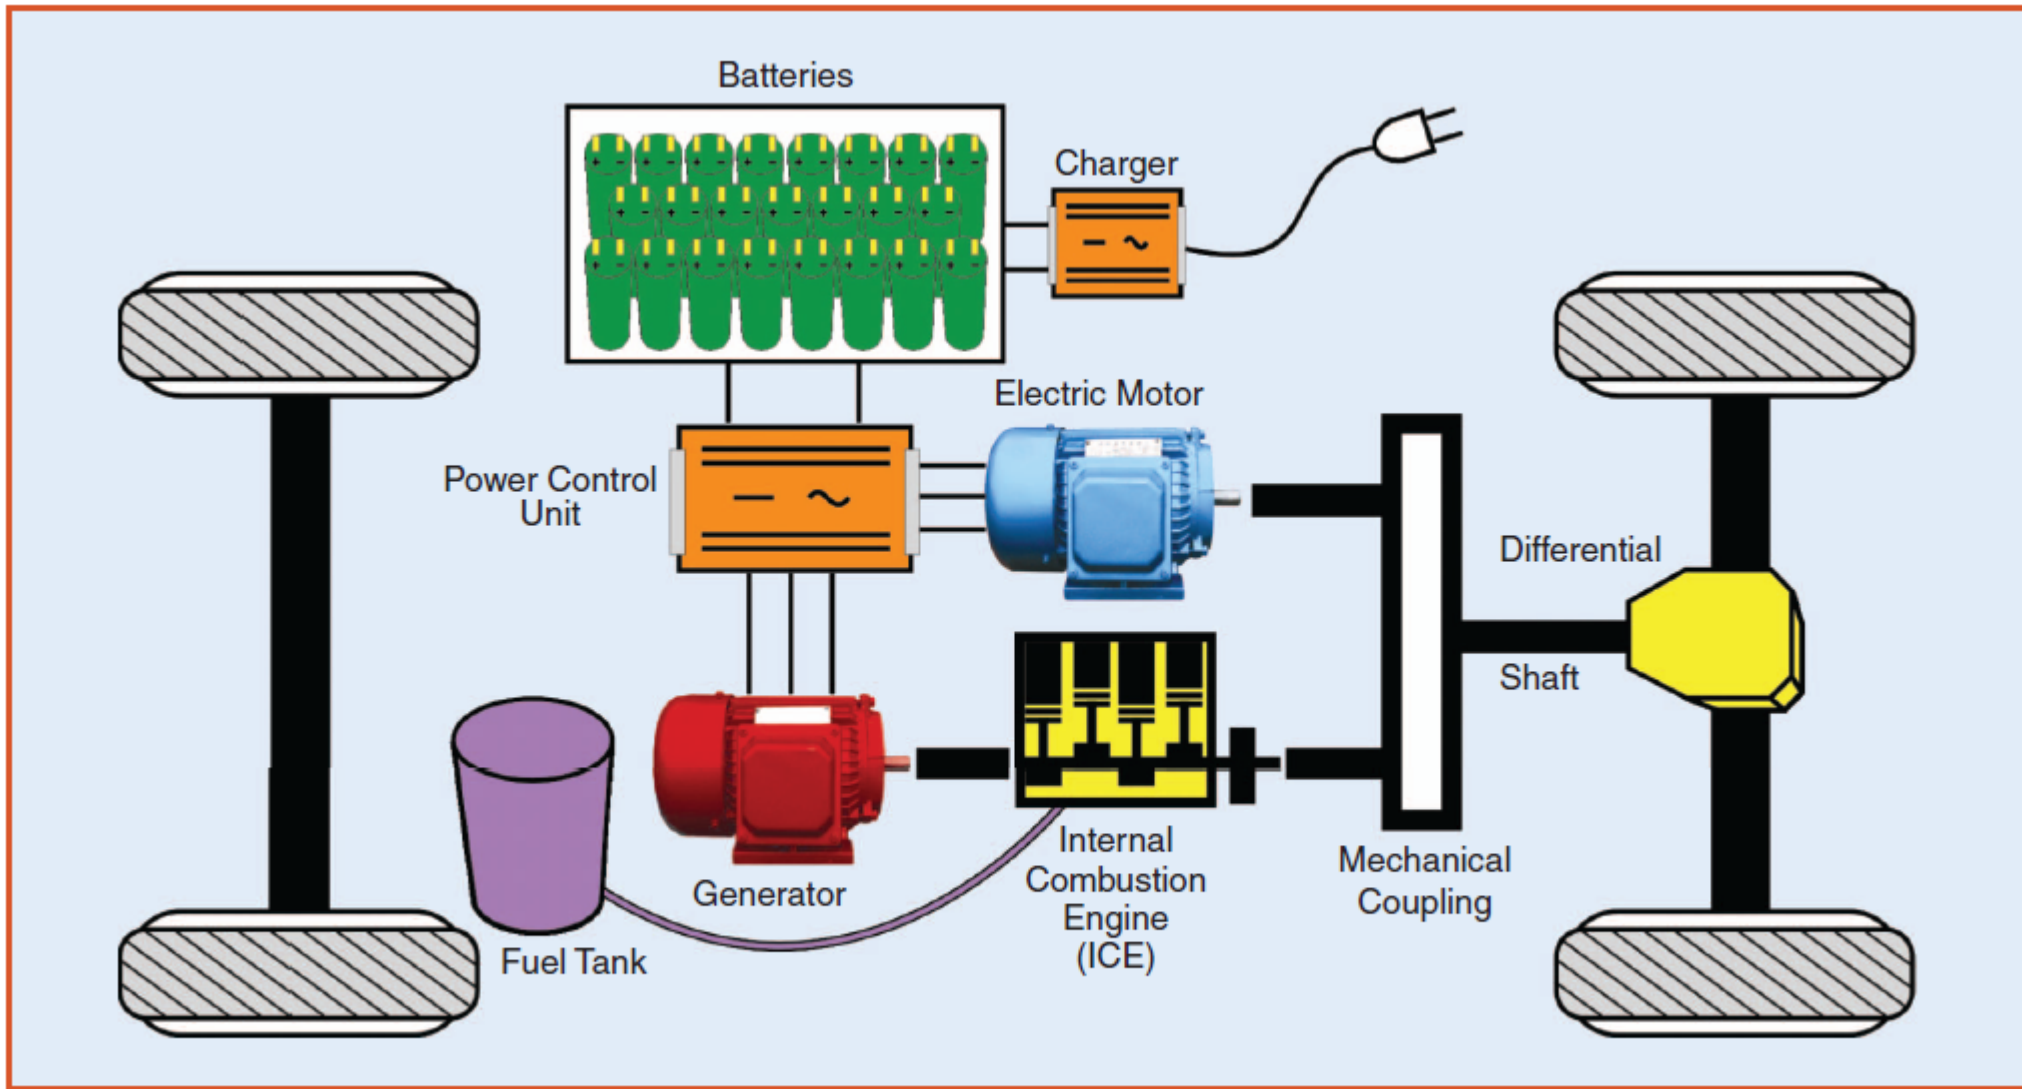 Batteries
Charger
Electric Motor
Power Control
Unit
Differential
Shaft
Generator
Internal
Combustion
Engine
(ICE)
Mechanical
Coupling
Fuel Tank